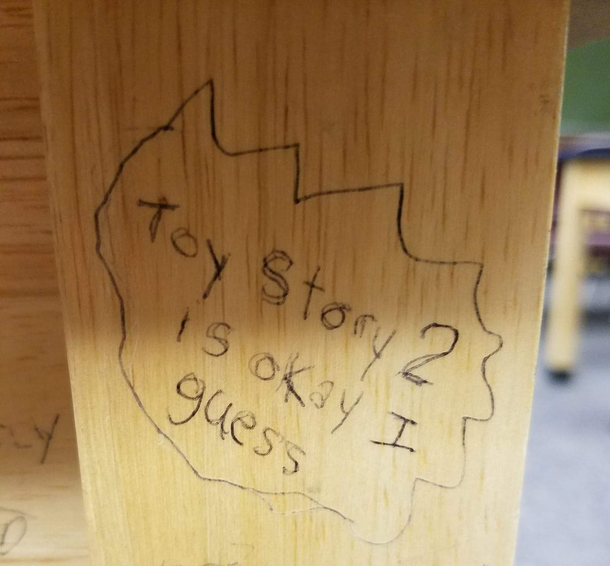 Toy Story 2
is okay I
guess